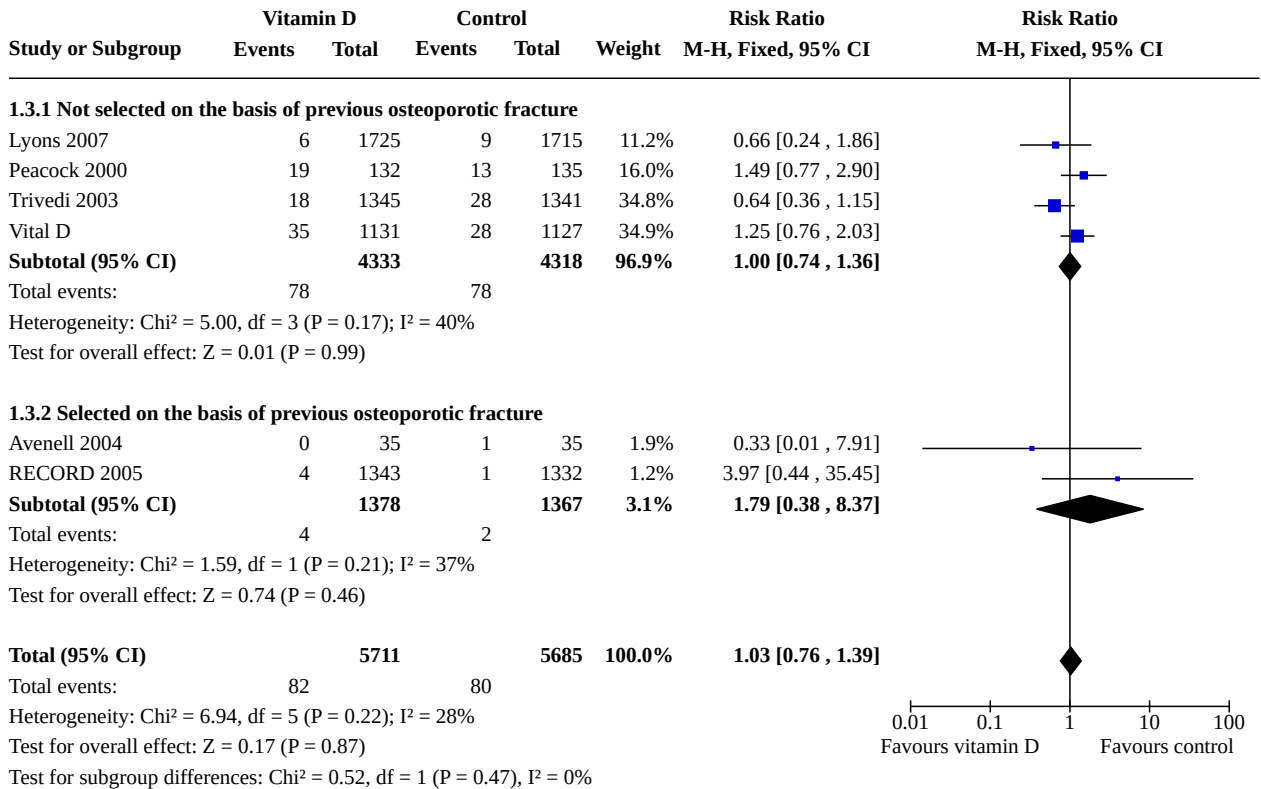 Vitamin D Control Risk Ratio Risk Ratio
Study or Subgroup Events Total Events Total Weight M-H, Fixed, 95% CI M-H, Fixed, 95% CI
1.3.1 Not selected on the basis of previous osteoporotic fracture
Lyons 2007 6 1725 9 1715 11.2% 0.66 [0.24 , 1.86]
Peacock 2000 19 132 13 135 16.0% 1.49 [0.77 , 2.90]
Trivedi 2003 18 1345 28 1341 34.8% 0.64 [0.36 , 1.15]
Vital D 35 1131 28 1127 34.9% 1.25 [0.76 , 2.03]
Subtotal (95% CI) 4333 4318 96.9% 1.00 [0.74 , 1.36]
Total events: 78 78
Heterogeneity: Chi² = 5.00, df = 3 (P = 0.17); I² = 40%
Test for overall effect: Z = 0.01 (P = 0.99)
1.3.2 Selected on the basis of previous osteoporotic fracture
Avenell 2004 0 35 1 35 1.9% 0.33 [0.01 , 7.91]
RECORD 2005 4 1343 1 1332 1.2% 3.97 [0.44 , 35.45]
Subtotal (95% CI) 1378 1367 3.1% 1.79 [0.38 , 8.37]
Total events: 4 2
Heterogeneity: Chi² = 1.59, df = 1 (P = 0.21); I² = 37%
Test for overall effect: Z = 0.74 (P = 0.46)
Total (95% CI) 5711 5685 100.0% 1.03 [0.76 , 1.39]
Total events: 82 80
Heterogeneity: Chi² = 6.94, df = 5 (P = 0.22); I² = 28%
0.01 0.1 1 10 100
Test for overall effect: Z = 0.17 (P = 0.87) Favours vitamin D Favours control
Test for subgroup differences: Chi² = 0.52, df = 1 (P = 0.47), I² = 0%